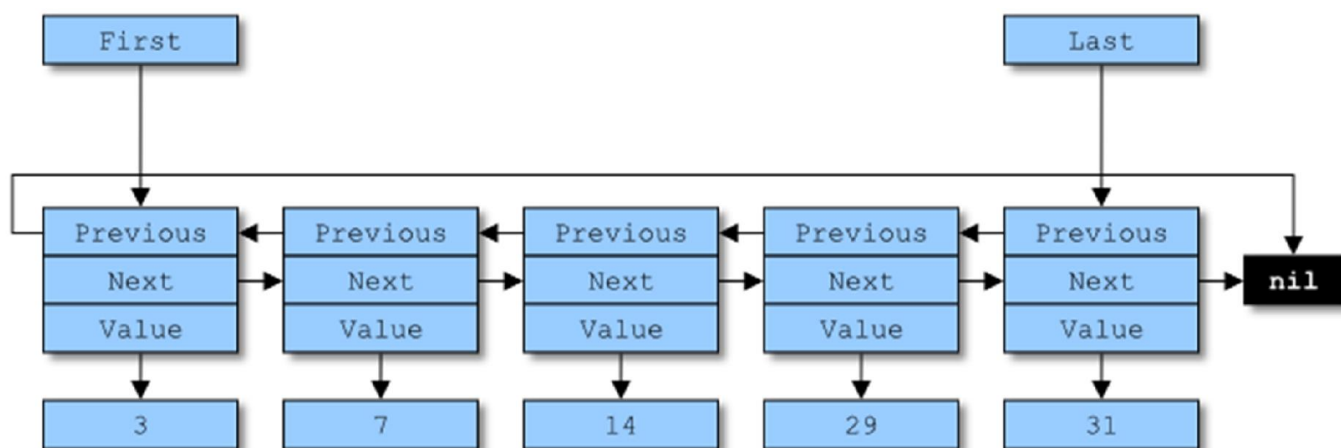 First Last
Previous Previous Previous Previous Previous
Next Next Next Next Next nil
Value Value Value Value Value
3 7 14 29 31